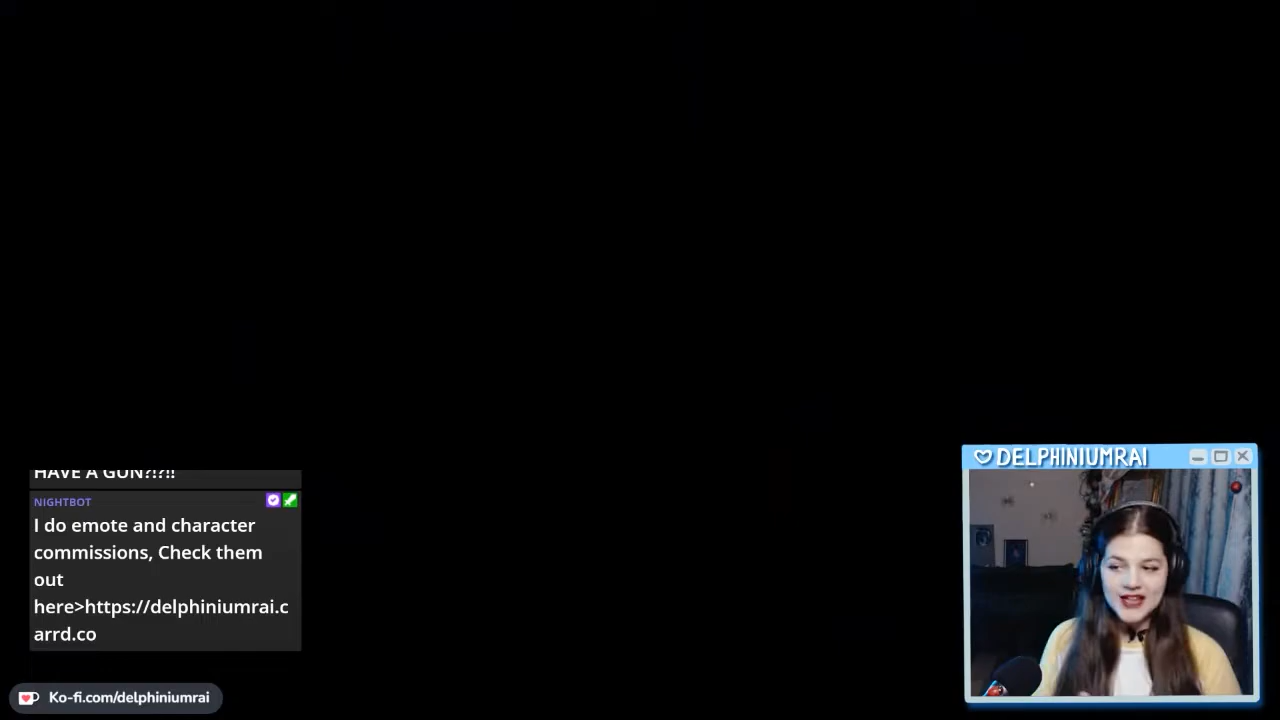 HAVE A GUN?!?!!
NIGHTBOT
I do emote and character
commissions, Check them
out
here>https://delphiniumrai.c
arrd.co
Ko-fi.com/delphiniumrai
DELPHINIUMRAI